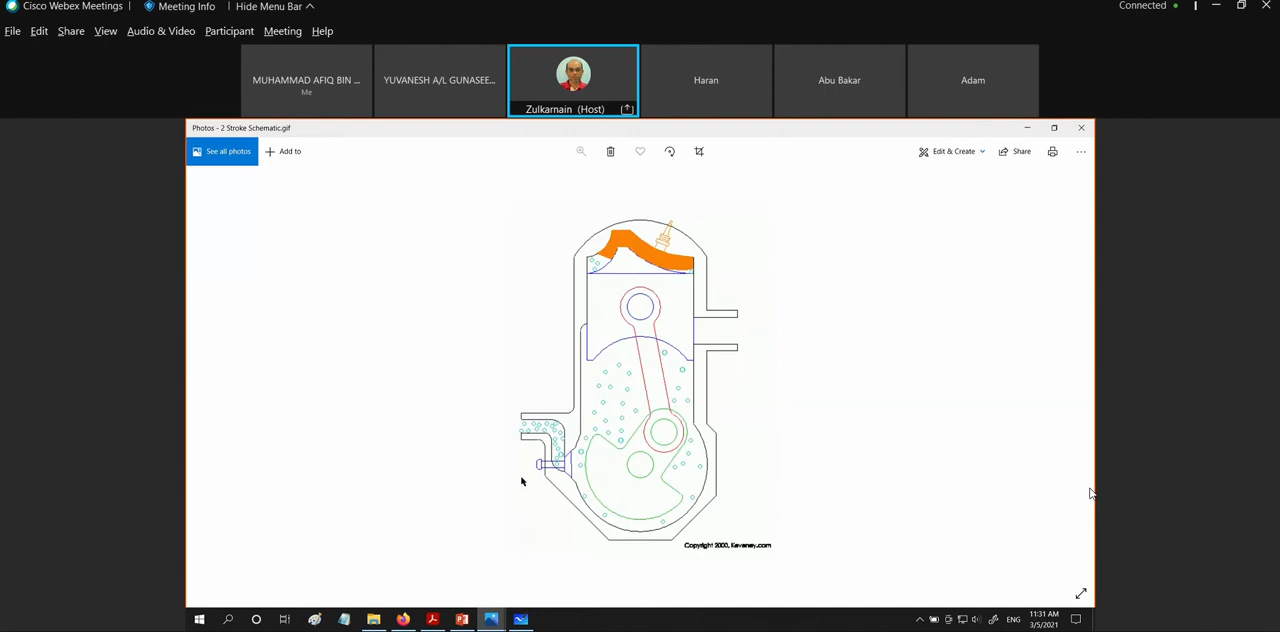 Cisco Webex Meetings
Meeting Info
Hide Menu Bar
Connected
File Edit Share View Audio & Video Participant Meeting Help
MUHAMMAD AFIQ BIN ...
Me
YUVANESH A/L GUNASEE...
Zulkarnain (Host)
Haran
Abu Bakar
Adam
Photos - 2 Stroke Schematic.gif
See all photos
Add to
Edit & Create
Share
Copyright 2000, Keveney.com
ENG
11:31 AM
3/5/2021